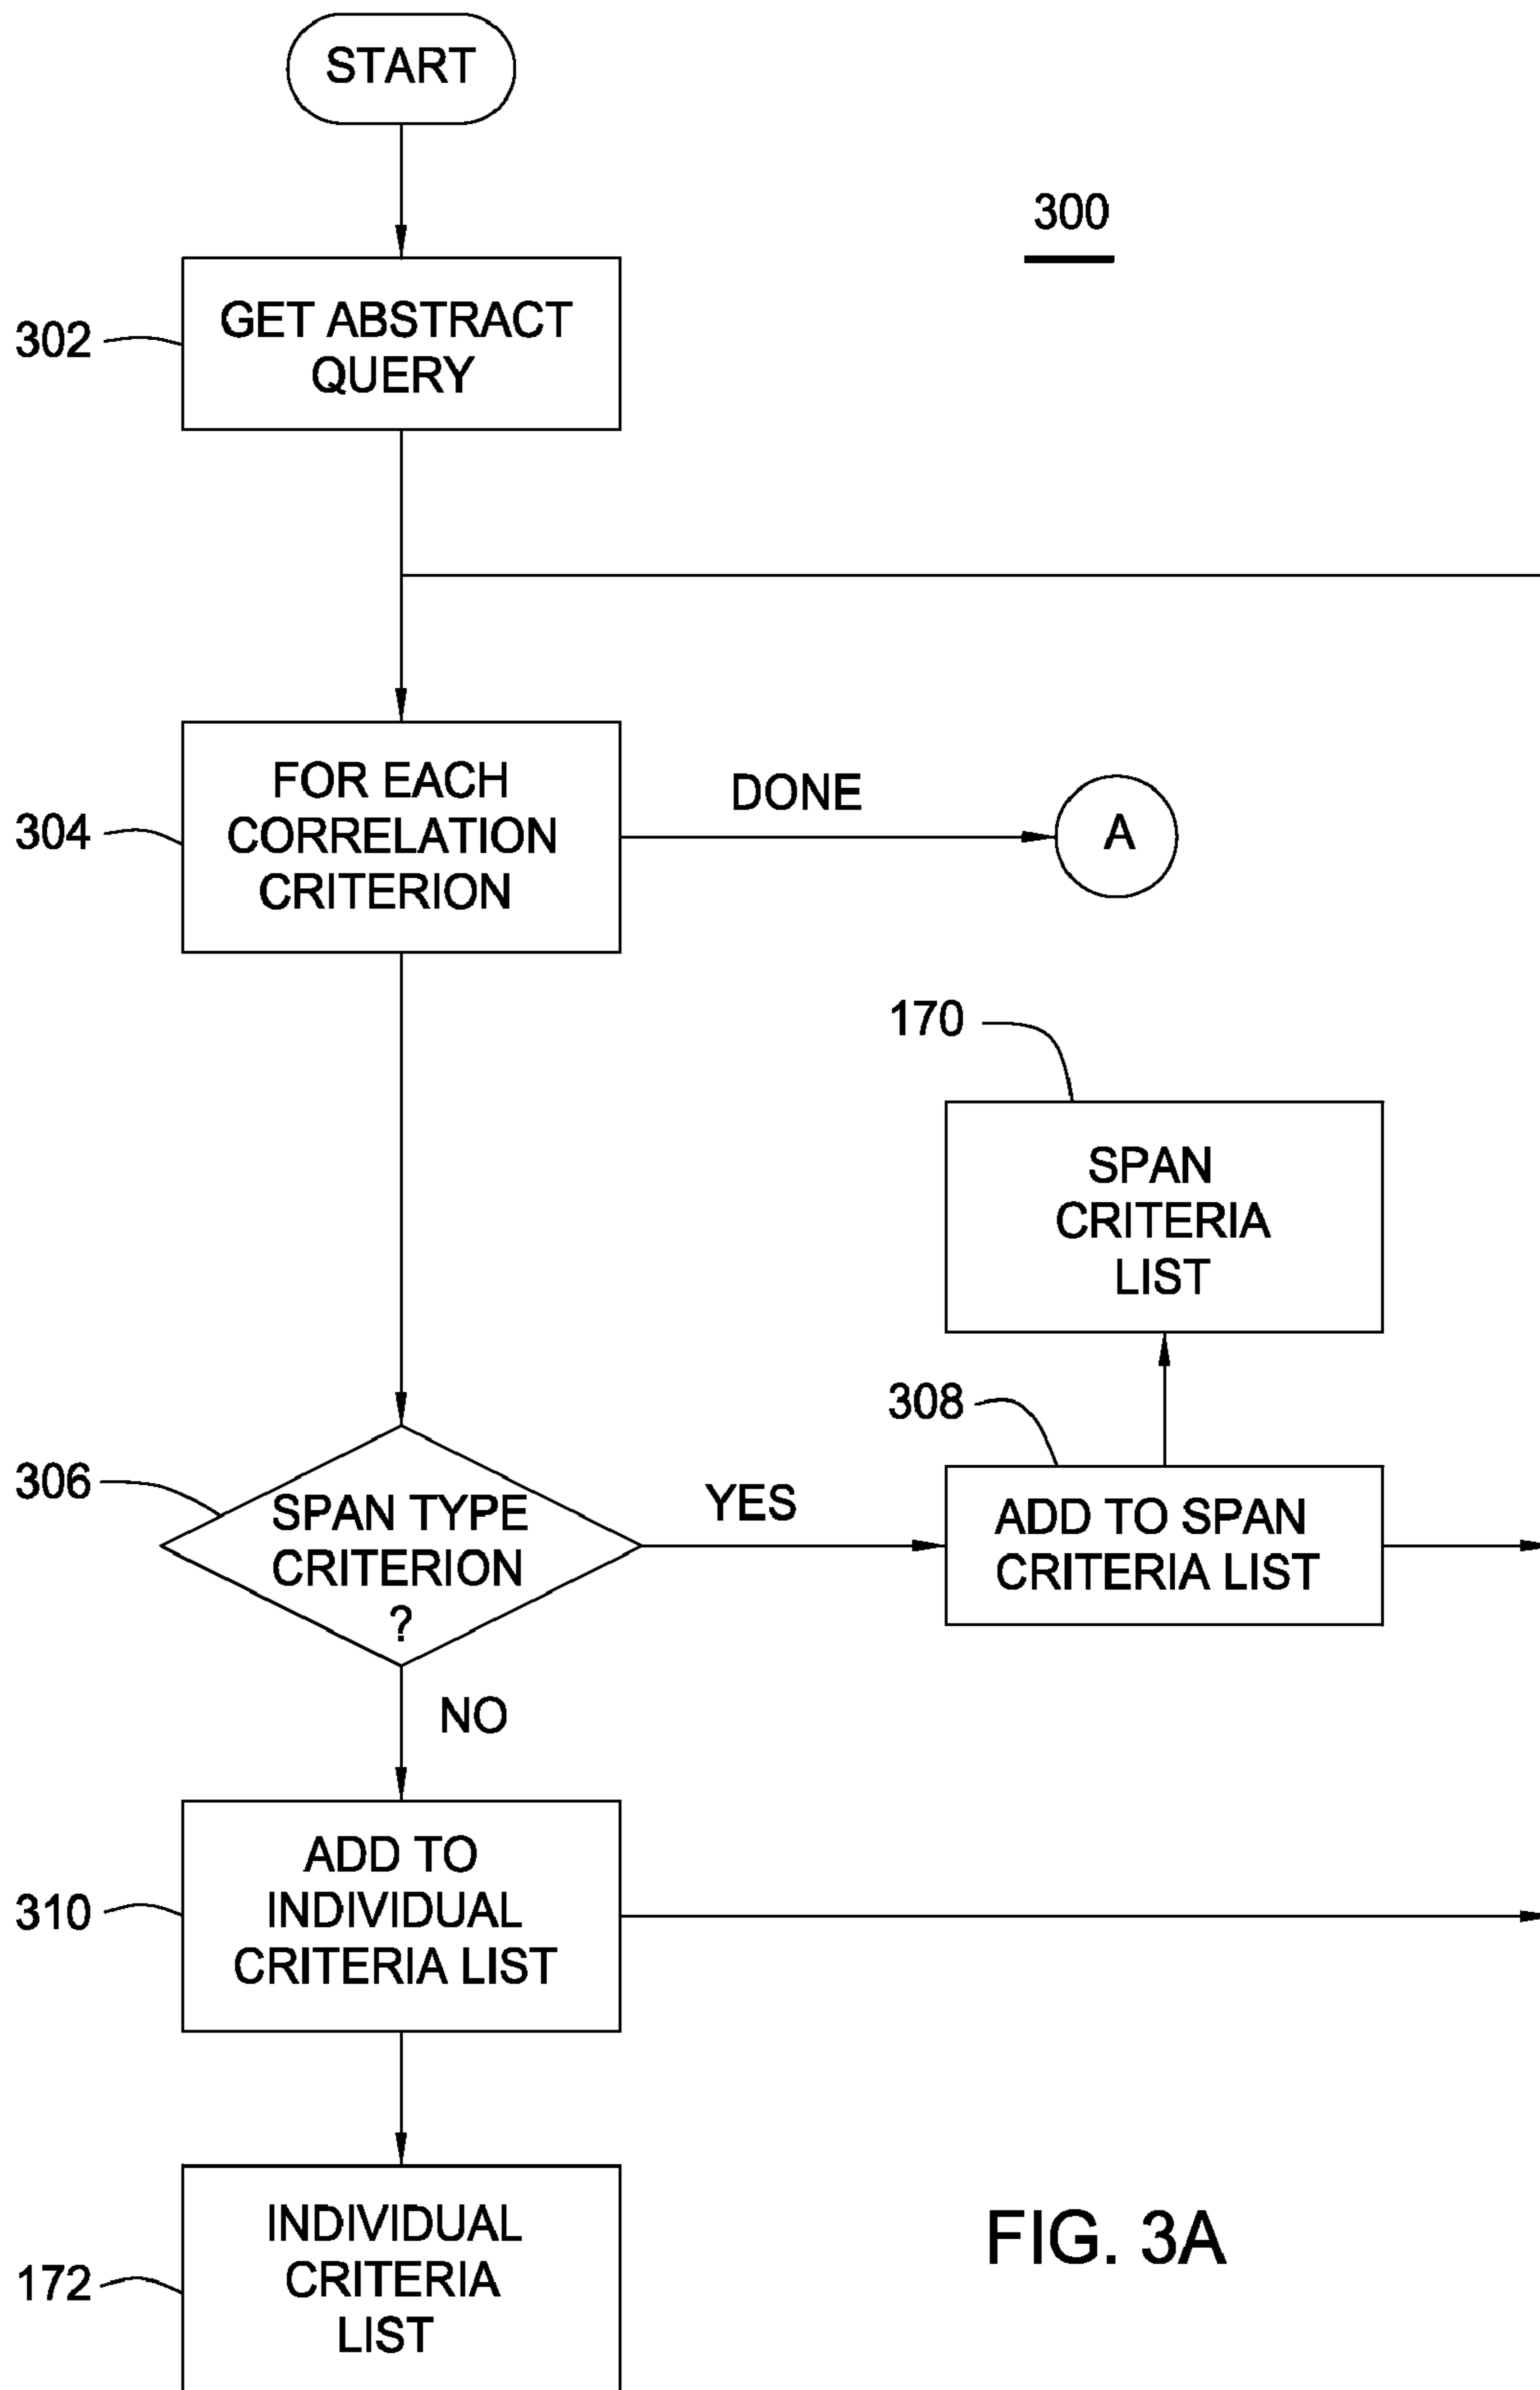 START
300
302
GET ABSTRACT
QUERY
304
FOR EACH
CORRELATION
CRITERION
DONE
A
170
SPAN
CRITERIA
LIST
308
306
SPAN TYPE
CRITERION
?
YES
ADD TO SPAN
CRITERIA LIST
NO
310
ADD TO
INDIVIDUAL
CRITERIA LIST
172
INDIVIDUAL
CRITERIA
LIST
FIG. 3A